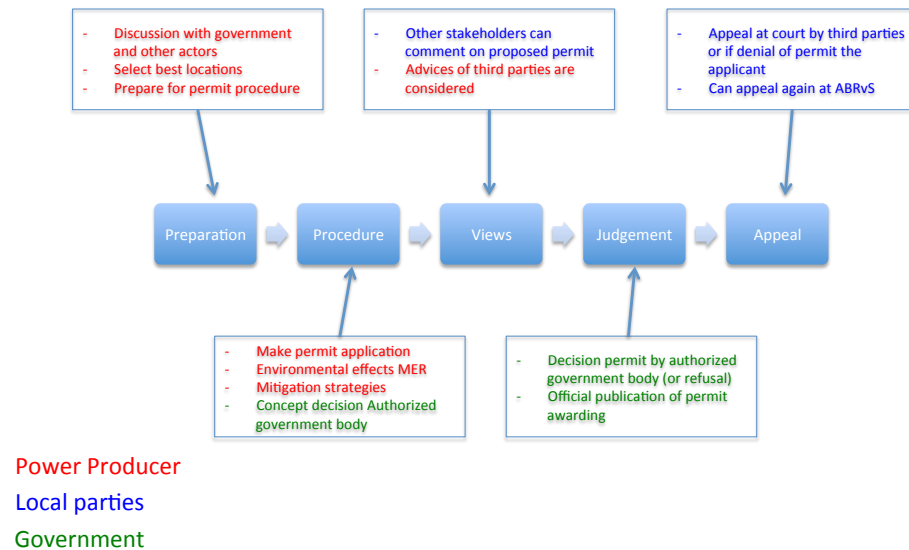 - Discussion with government
and other actors
- Select best locations
- Prepare for permit procedure
- Other stakeholders can
comment on proposed permit
- Advices of third parties are
considered
- Appeal at court by third parties
or if denial of permit the
applicant
- Can appeal again at ABRvS
Preparation
Procedure
Views
Judgement
Appeal
- Make permit application
- Environmental effects MER
- Mitigation strategies
- Concept decision Authorized
government body
- Decision permit by authorized
government body (or refusal)
- Official publication of permit
awarding
Power Producer
Local parties
Government